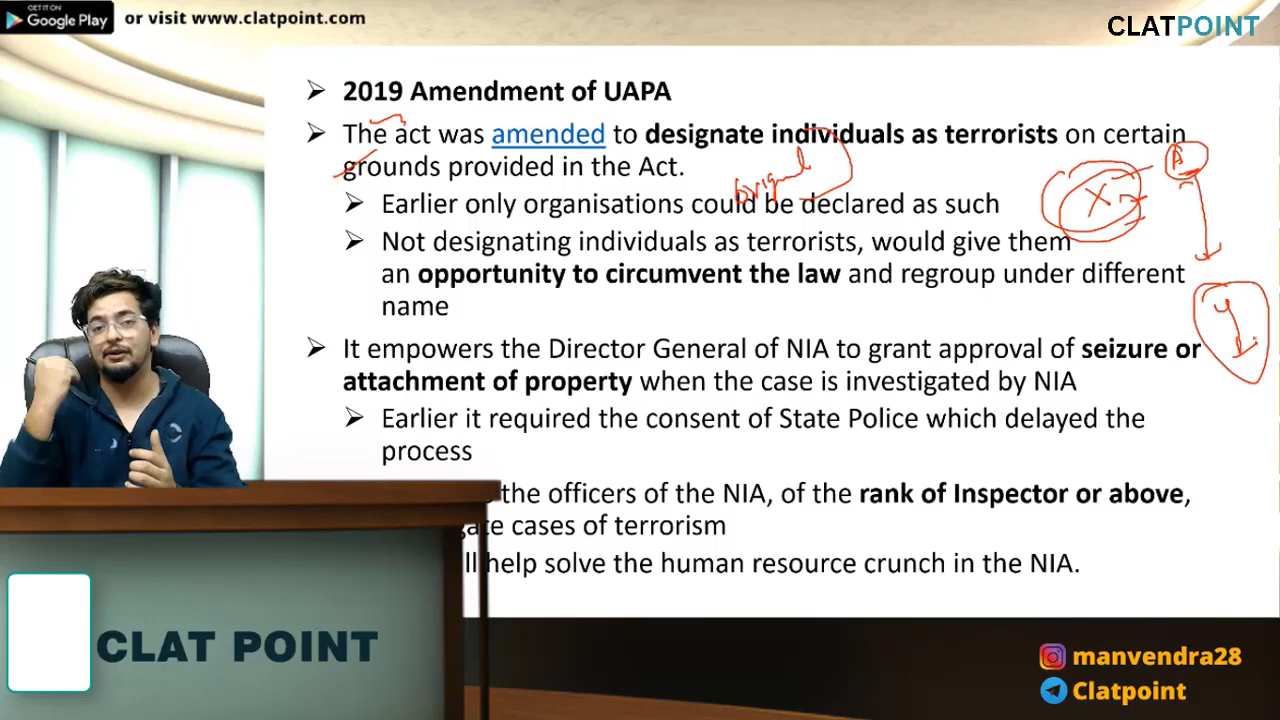 GET IT ON
Google Play
or visit www.clatpoint.com
CLATPOINT
2019 Amendment of UAPA
The act was amended to designate individuals as terrorists on certain
grounds provided in the Act.
original
A
X
Earlier only organisations could be declared as such
Not designating individuals as terrorists, would give them
an opportunity to circumvent the law and regroup under different
name
Y
It empowers the Director General of NIA to grant approval of seizure or
attachment of property when the case is investigated by NIA
Earlier it required the consent of State Police which delayed the
process
the officers of the NIA, of the rank of Inspector or above,
gate cases of terrorism
ll help solve the human resource crunch in the NIA.
CLAT POINT
manvendra28
Clatpoint